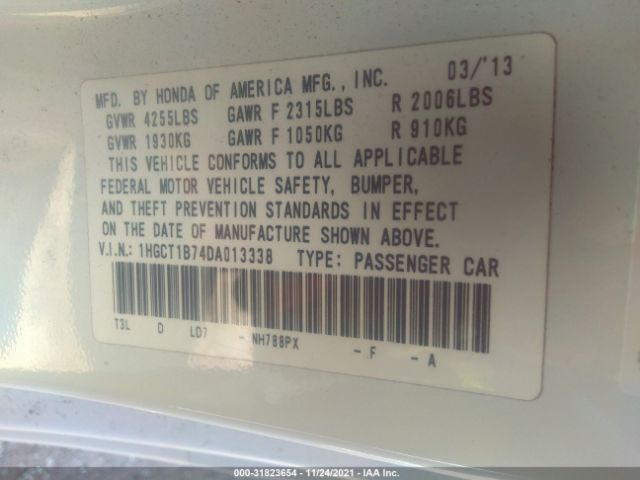 MFD. BY HONDA OF AMERICA MFG., INC. 03/'13
GVWR 4255LBS GAWR F 2315LBS R 2006LBS
GVWR 1930KG GAWR F 1050KG R 910KG
THIS VEHICLE CONFORMS TO ALL APPLICABLE
FEDERAL MOTOR VEHICLE SAFETY, BUMPER,
AND THEFT PREVENTION STANDARDS IN EFFECT
ON THE DATE OF MANUFACTURE SHOWN ABOVE.
V.I.N.: 1HGCT1B74DA013338 TYPE: PASSENGER CAR
T3L D LD7 - NH788PX - F - A
000-31823654 - 11/24/2021 - IAA Inc.